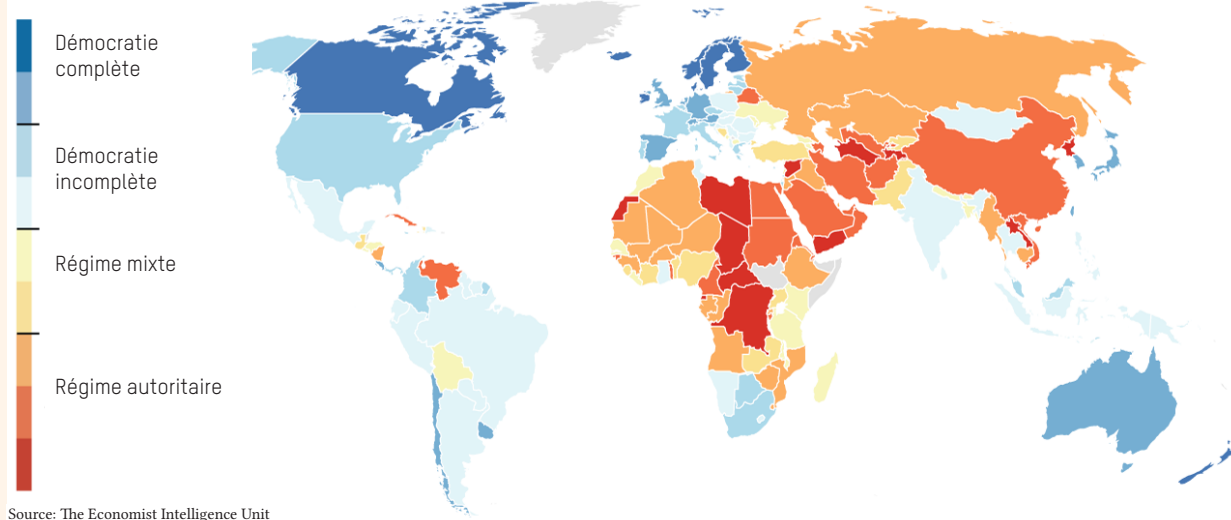 Démocratie
complète
Démocratie
incomplète
Régime mixte
Régime autoritaire
Source: The Economist Intelligence Unit